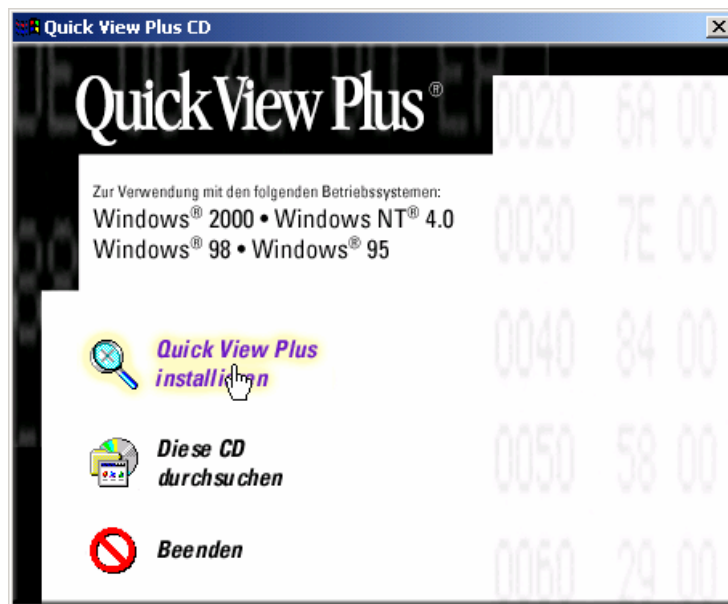 Quick View Plus CD
Quick View Plus®
Zur Verwendung mit den folgenden Betriebssystemen:
Windows® 2000 • Windows NT® 4.0
Windows® 98 • Windows® 95
0020 6A 00
0030 7E 00
0040 84 00
Quick View Plus
installieren
0050 58 00
Diese CD
durchsuchen
Beenden
0060 29 00